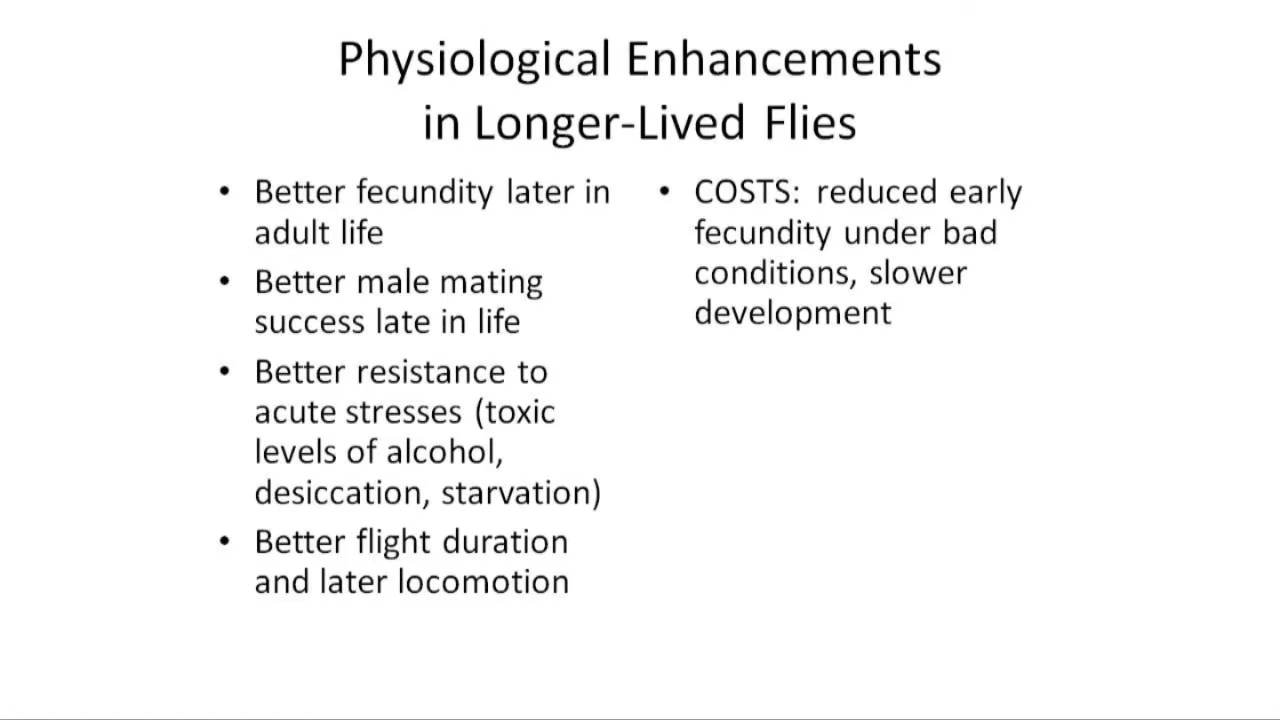 Physiological Enhancements
in Longer-Lived Flies
• Better fecundity later in
adult life
• Better male mating
success late in life
• Better resistance to
acute stresses (toxic
levels of alcohol,
desiccation, starvation)
• Better flight duration
and later locomotion
• COSTS: reduced early
fecundity under bad
conditions, slower
development